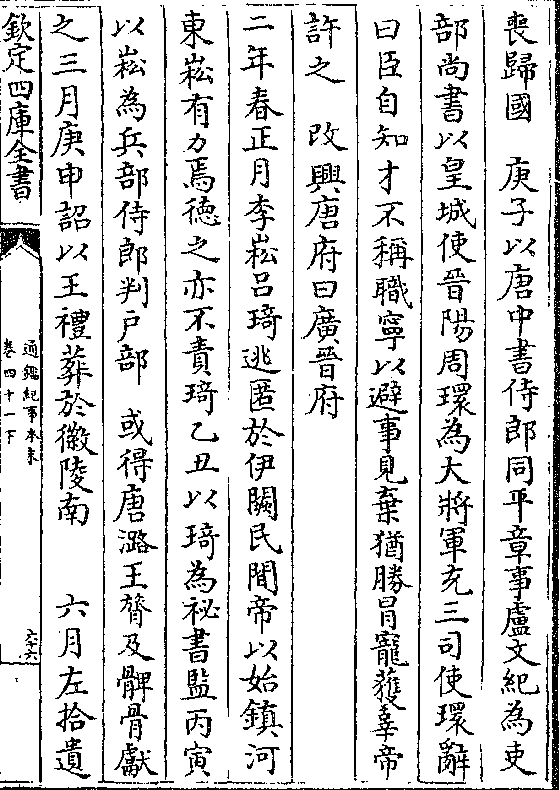 喪歸國　庚子以唐中書侍郎同平章事盧文紀為吏
部尚書以皇城使晉陽周環為大將軍充三司使環辭
曰臣自知才不稱職寧以避事見棄猶勝冒寵獲辜帝
許之　改興唐府曰廣晉府
二年春正月李崧呂琦逃匿於伊闕民間帝以始鎮河
東崧有力焉德之亦不責琦乙丑以琦為祕書監丙寅
以崧為兵部侍郎判戶部　或得唐潞王膂及髀骨獻
之三月庚申詔以王禮葬於徽陵南　六月左拾遺
欽定四庫全書
通鑑紀事本末
卷四十一下
六十六